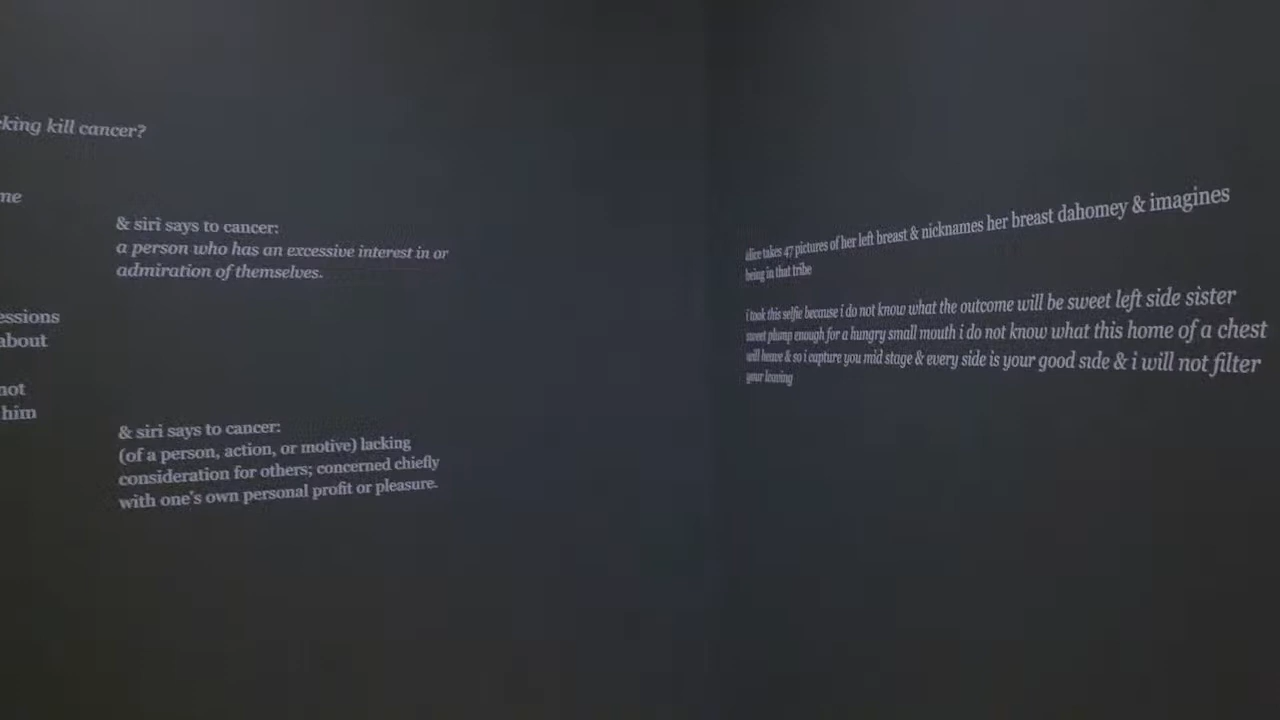 king kill cancer?
me
& siri says to cancer:
a person who has an excessive interest in or
admiration of themselves.
essions
about
not
him
& siri says to cancer:
(of a person, action, or motive) lacking
consideration for others; concerned chiefly
with one's own personal profit or pleasure.
alice takes 47 pictures of her left breast & nicknames her breast dahomey & imagines
being in that tribe
i took this selfie because i do not know what the outcome will be sweet left side sister
sweet plump enough for a hungry small mouth i do not know what this home of a chest
will heave & so i capture you mid stage & every side is your good side & i will not filter
your leaving